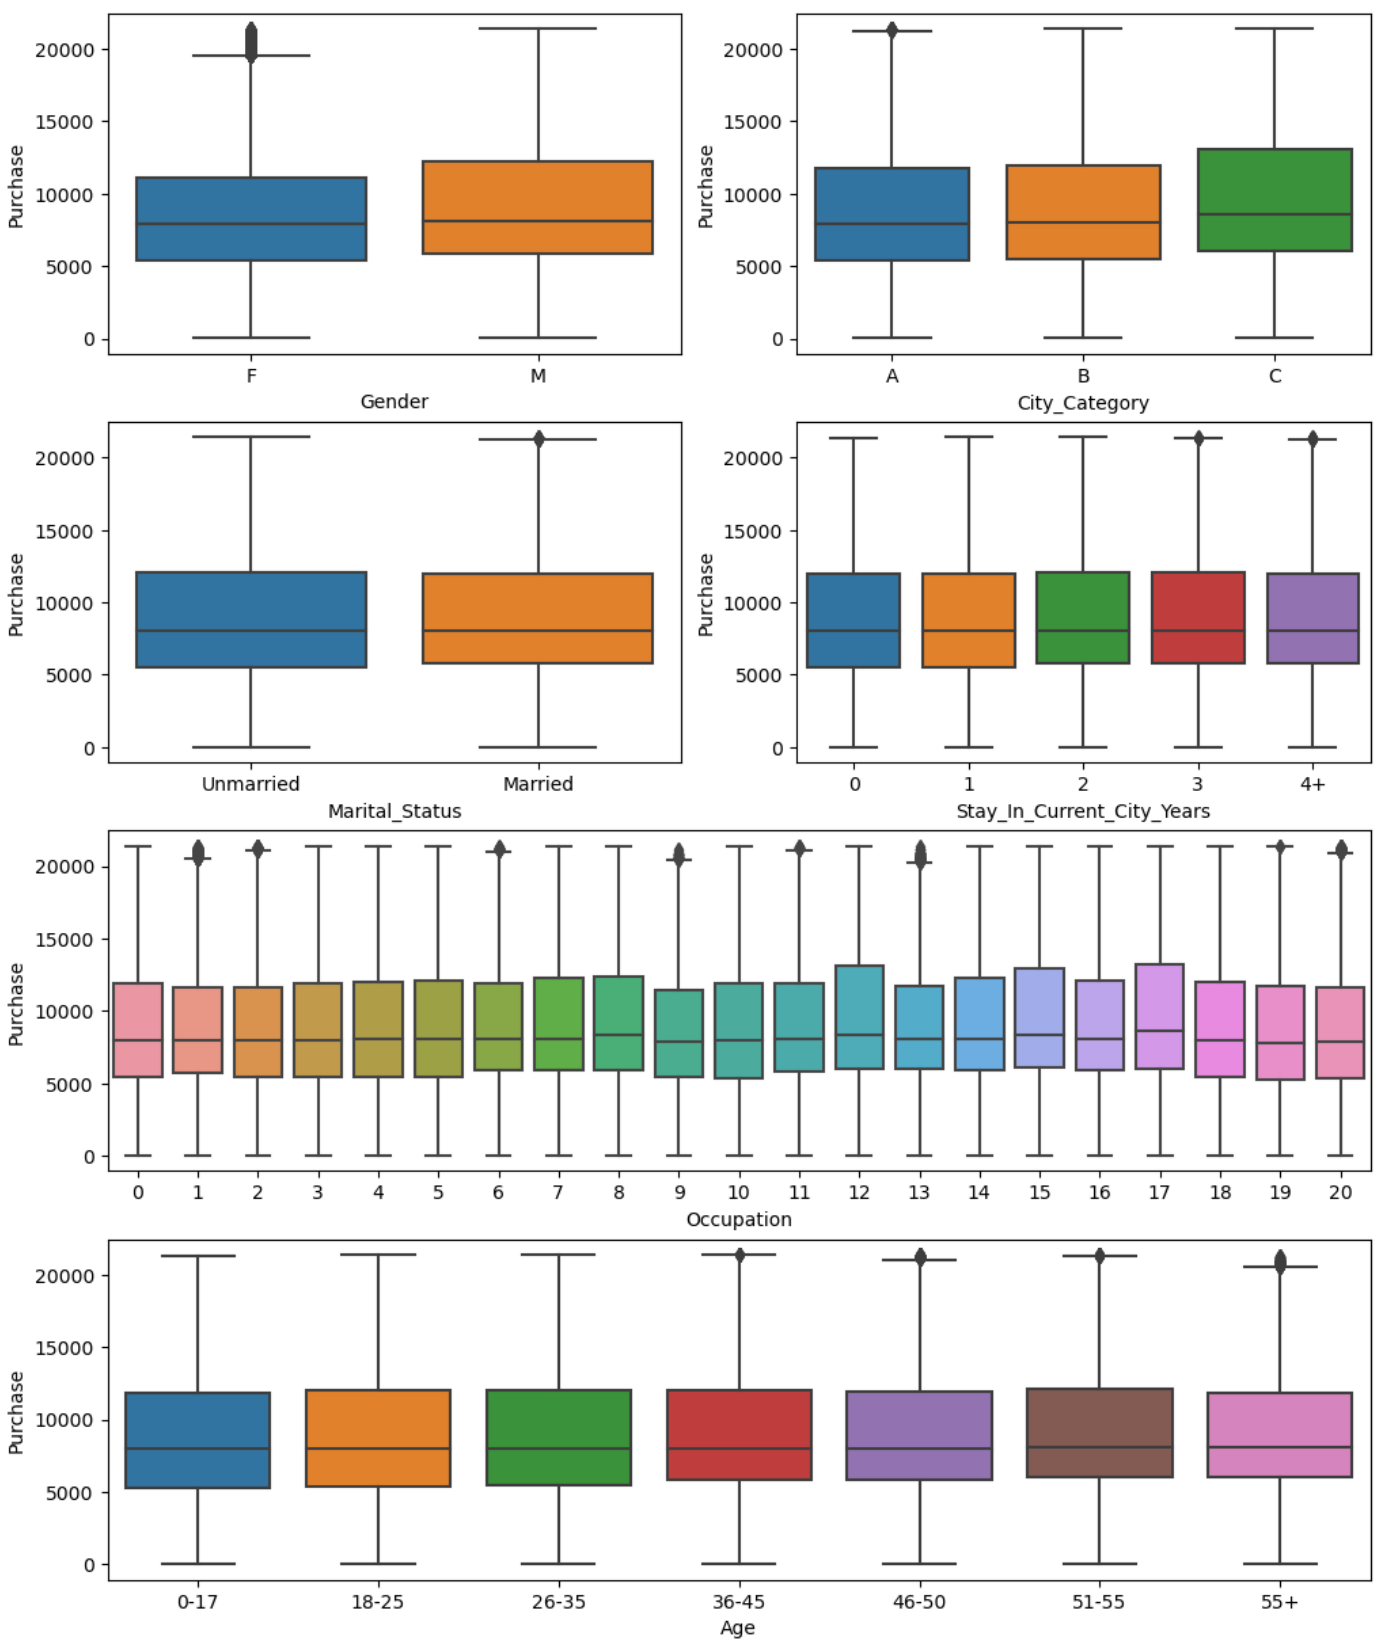 20000
15000
10000
5000
0
Purchase
F M
Gender
20000
15000
10000
5000
0
Purchase
A B C
City_Category
20000
15000
10000
5000
0
Purchase
Unmarried Married
Marital_Status
20000
15000
10000
5000
0
Purchase
0 1 2 3 4+
Stay_In_Current_City_Years
20000
15000
10000
5000
0
Purchase
0 1 2 3 4 5 6 7 8 9 10 11 12 13 14 15 16 17 18 19 20
Occupation
20000
15000
10000
5000
0
Purchase
0-17 18-25 26-35 36-45 46-50 51-55 55+
Age